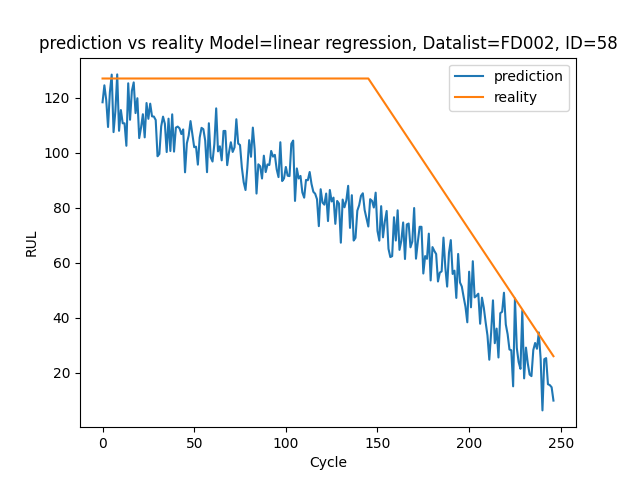 prediction vs reality Model=linear regression, Datalist=FD002, ID=58
prediction
reality
RUL
120
100
80
60
40
20
0
50
100
150
200
250
Cycle